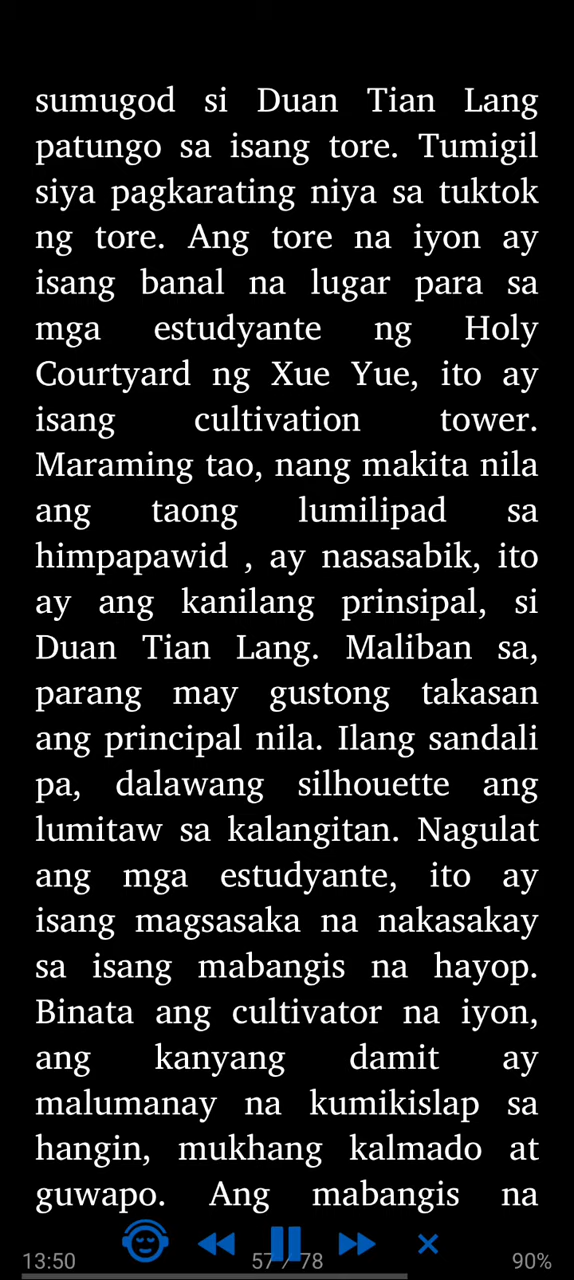 sumugod si Duan Tian Lang
patungo sa isang tore. Tumigil
siya pagkarating niya sa tuktok
ng tore. Ang tore na iyon ay
isang banal na lugar para sa
mga estudyante ng Holy
Courtyard ng Xue Yue, ito ay
isang cultivation tower.
Maraming tao, nang makita nila
ang taong lumilipad sa
himpapawid , ay nasasabik, ito
ay ang kanilang prinsipal, si
Duan Tian Lang. Maliban sa,
parang may gustong takasan
ang principal nila. Ilang sandali
pa, dalawang silhouette ang
lumitaw sa kalangitan. Nagulat
ang mga estudyante, ito ay
isang magsasaka na nakasakay
sa isang mabangis na hayop.
Binata ang cultivator na iyon,
ang kanyang damit ay
malumanay na kumikislap sa
hangin, mukhang kalmado at
guwapo. Ang mabangis na
13:50 57 / 78 90%